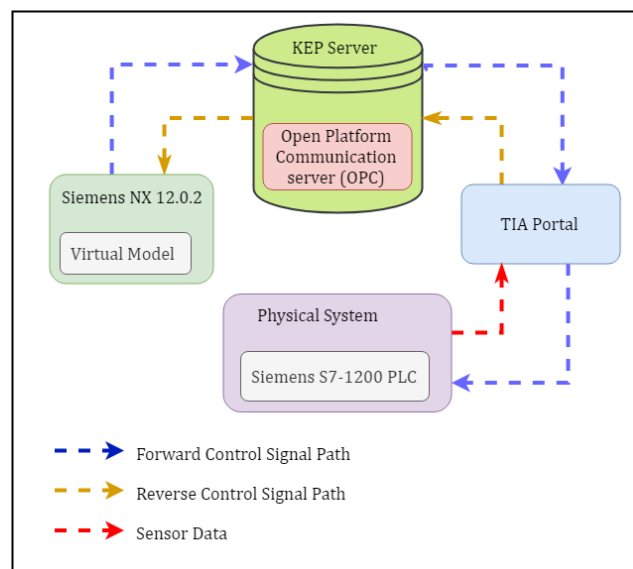 KEP Server
Open Platform
Communication
server (OPC)
Siemens NX 12.0.2
Virtual Model
TIA Portal
Physical System
Siemens S7-1200 PLC
Forward Control Signal Path
Reverse Control Signal Path
Sensor Data